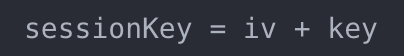 sessionKey = iv + key